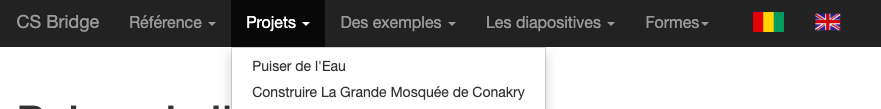 CS Bridge Référence Projets Des exemples Les diapositives Formes
Puiser de l'Eau
Construire La Grande Mosquée de Conakry